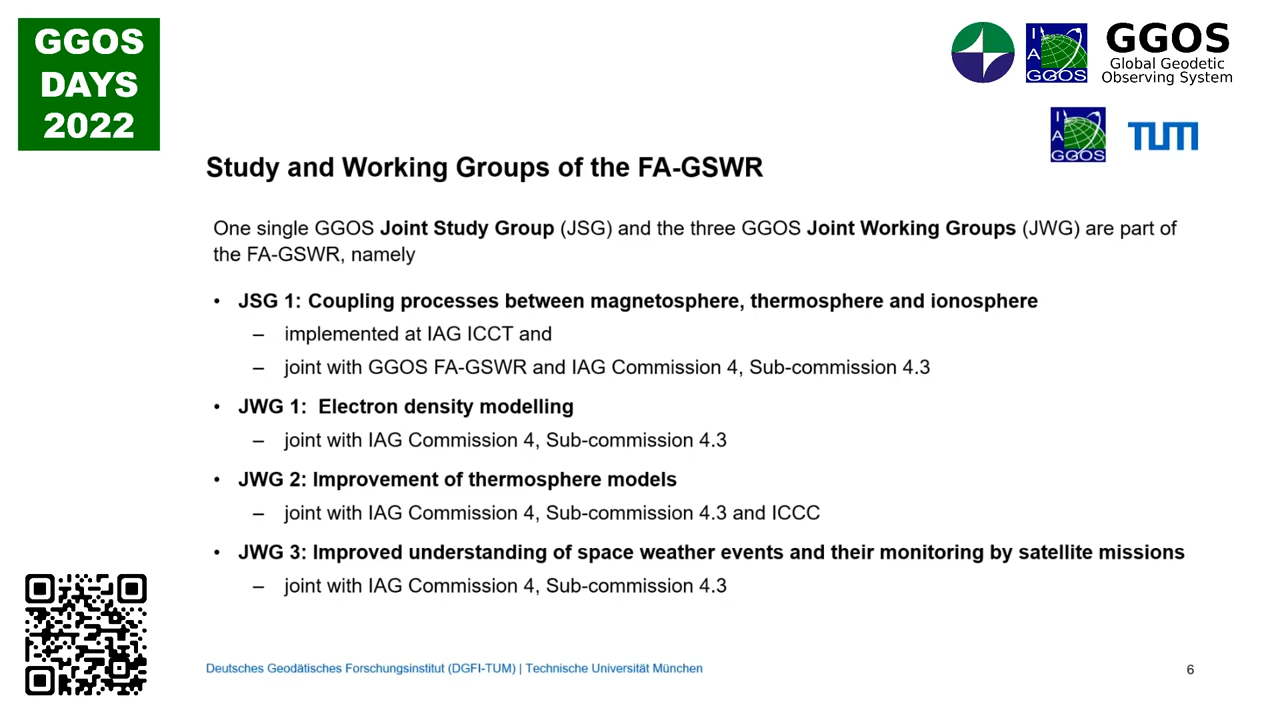 GGOS
DAYS
2022
I
A
GGOS
GGOS
Global Geodetic
Observing System
I
A
GGOS
TUM
Study and Working Groups of the FA-GSWR
One single GGOS Joint Study Group (JSG) and the three GGOS Joint Working Groups (JWG) are part of
the FA-GSWR, namely
• JSG 1: Coupling processes between magnetosphere, thermosphere and ionosphere
– implemented at IAG ICCT and
– joint with GGOS FA-GSWR and IAG Commission 4, Sub-commission 4.3
• JWG 1:  Electron density modelling
– joint with IAG Commission 4, Sub-commission 4.3
• JWG 2: Improvement of thermosphere models
– joint with IAG Commission 4, Sub-commission 4.3 and ICCC
• JWG 3: Improved understanding of space weather events and their monitoring by satellite missions
– joint with IAG Commission 4, Sub-commission 4.3
Deutsches Geodätisches Forschungsinstitut (DGFI-TUM) | Technische Universität München
6